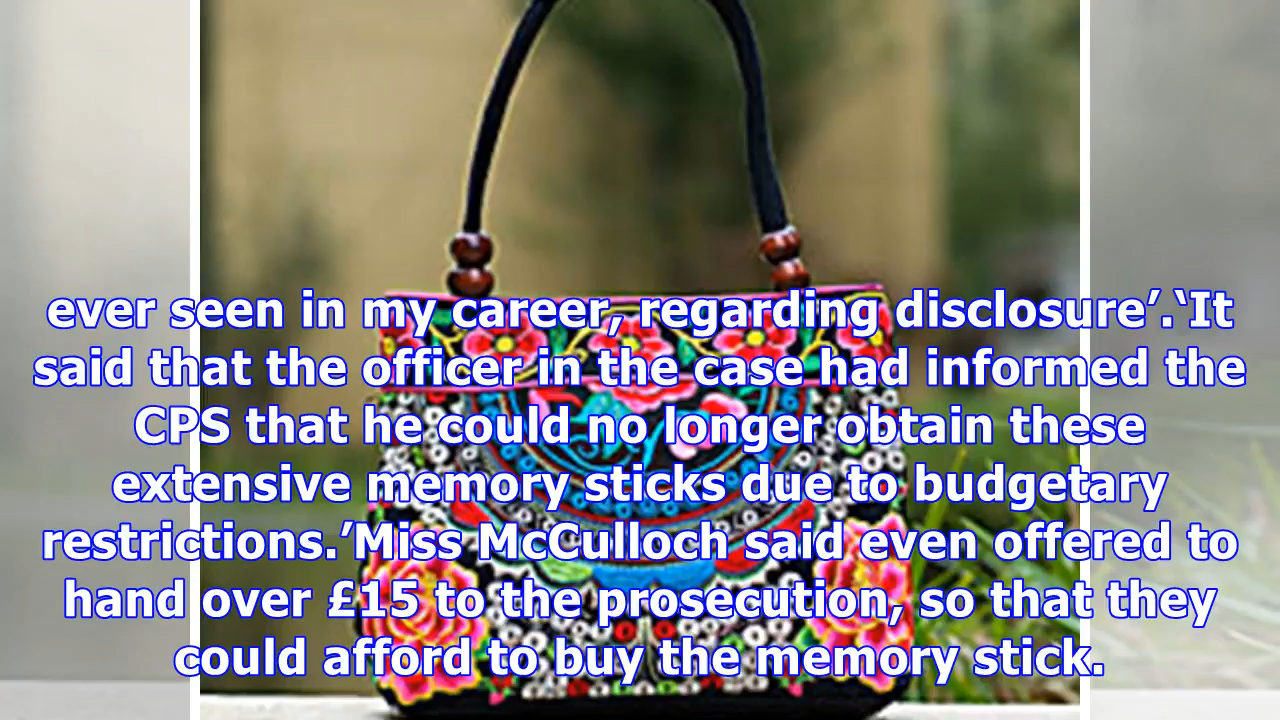 ever seen in my career, regarding disclosure’.‘It
said that the officer in the case had informed the
CPS that he could no longer obtain these
extensive memory sticks due to budgetary
restrictions.’Miss McCulloch said even offered to
hand over £15 to the prosecution, so that they
could afford to buy the memory stick.